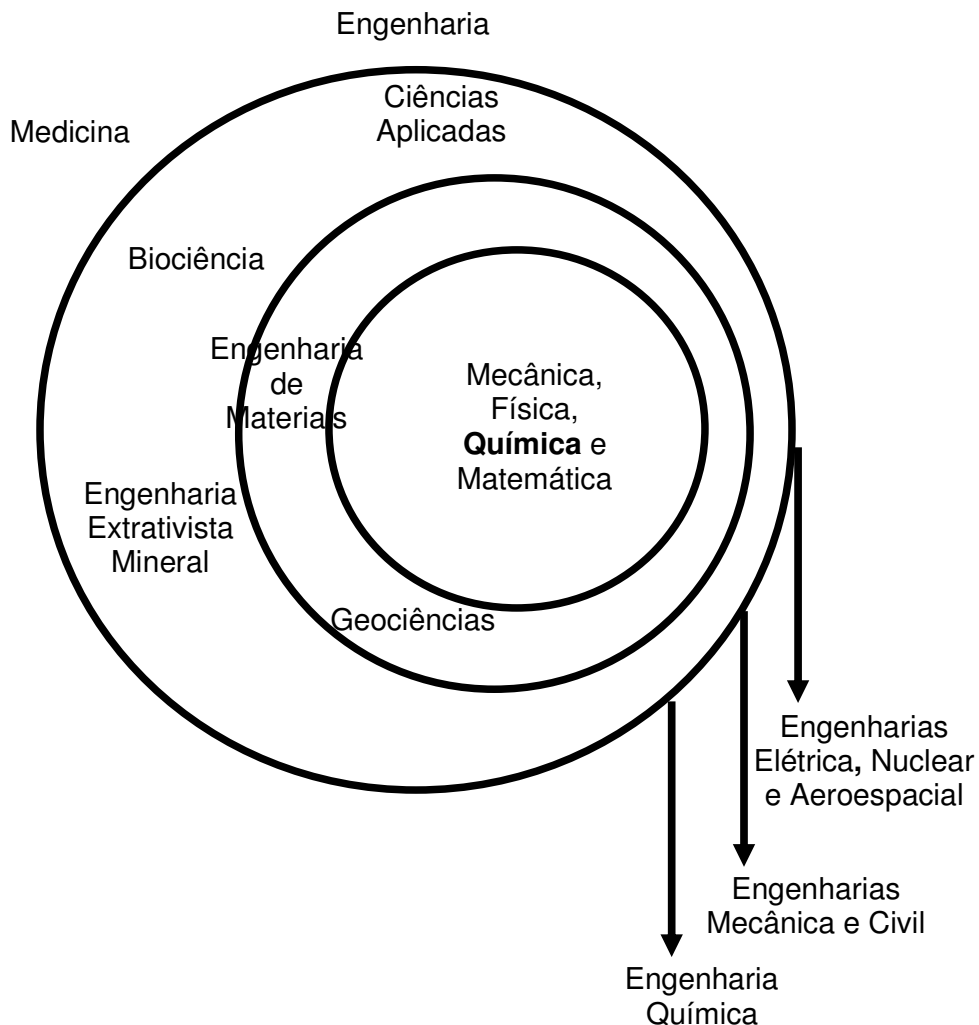 Engenharia
Ciências
Aplicadas
Medicina
Biociência
Engenharia
de
Materiais
Mecânica,
Física,
Química e
Matemática
Engenharia
Extrativista
Mineral
Geociências
Engenharias
Elétrica, Nuclear
e Aeroespacial
Engenharias
Mecânica e Civil
Engenharia
Química